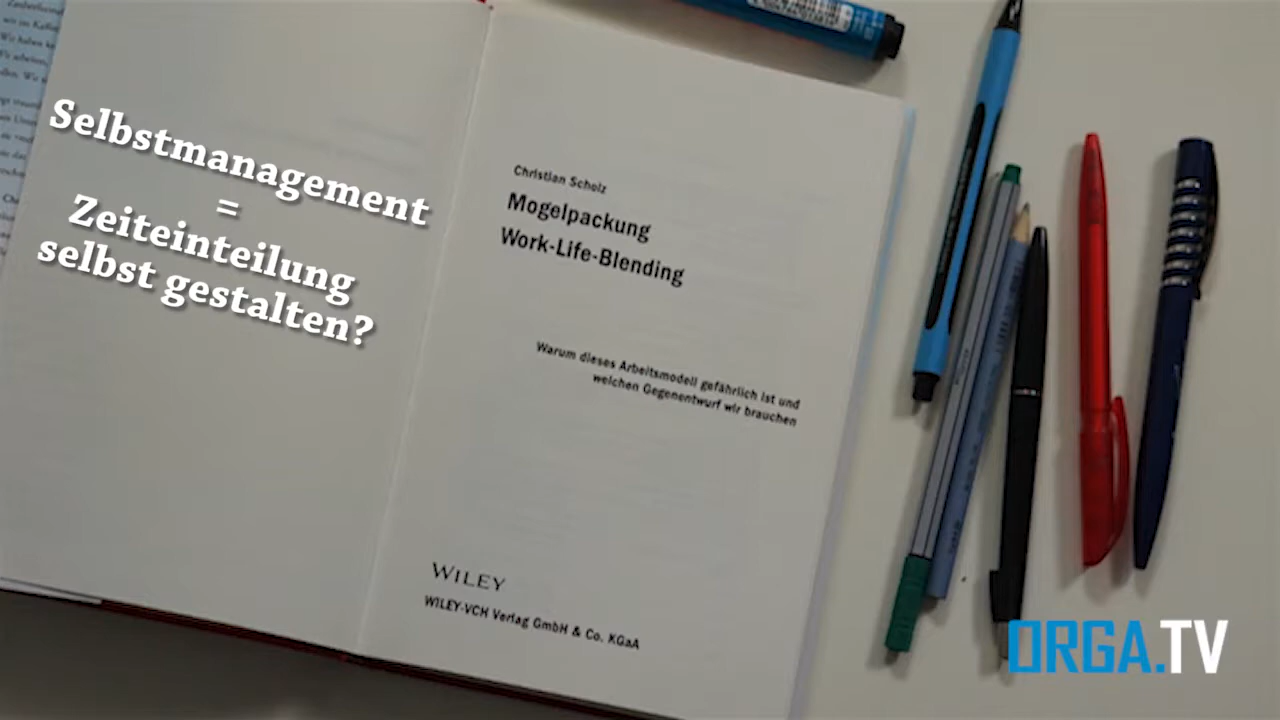 Selbstmanagement
=
Zeiteinteilung
selbst gestalten?
Christian Scholz
Mogelpackung
Work-Life-Blending
Warum dieses Arbeitsmodell gefährlich ist und
welchen Gegenentwurf wir brauchen
WILEY
WILEY-VCH Verlag GmbH & Co. KGaA
ORGA.TV